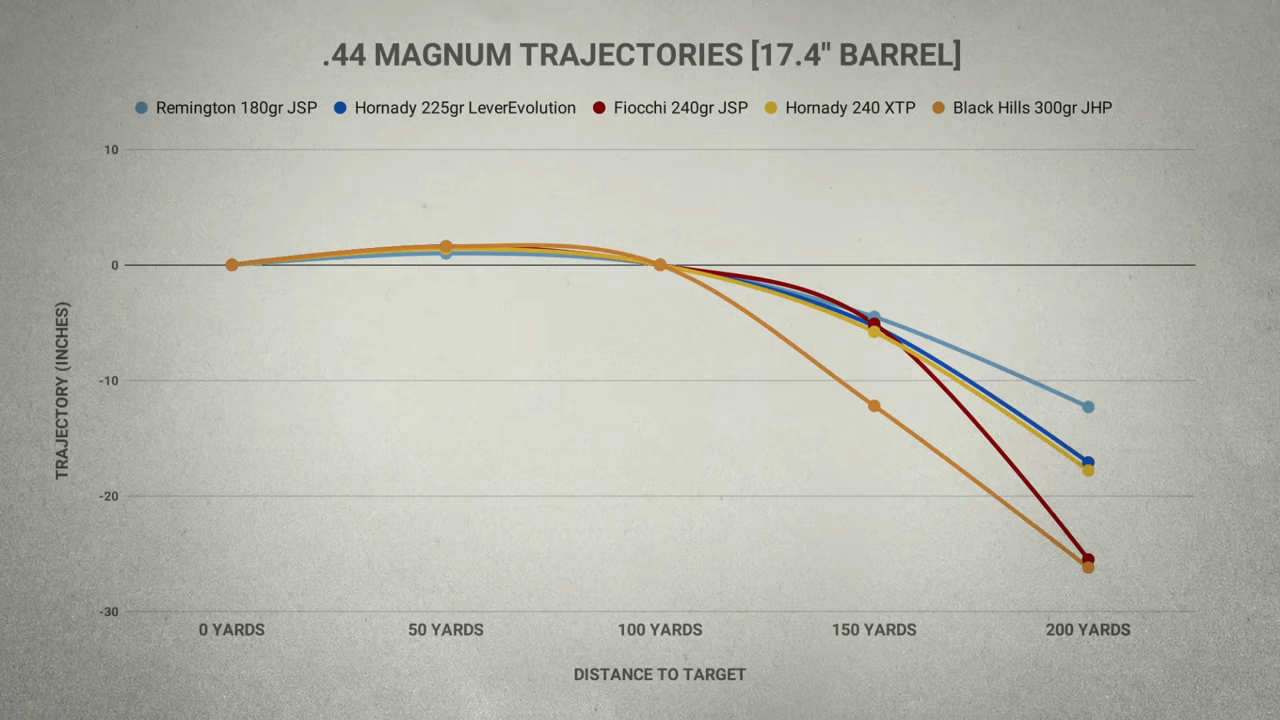 .44 MAGNUM TRAJECTORIES [17.4" BARREL]
Remington 180gr JSP Hornady 225gr LeverEvolution Fiocchi 240gr JSP Hornady 240 XTP Black Hills 300gr JHP
10
0
-10
-20
-30
TRAJECTORY (INCHES)
0 YARDS 50 YARDS 100 YARDS 150 YARDS 200 YARDS
DISTANCE TO TARGET